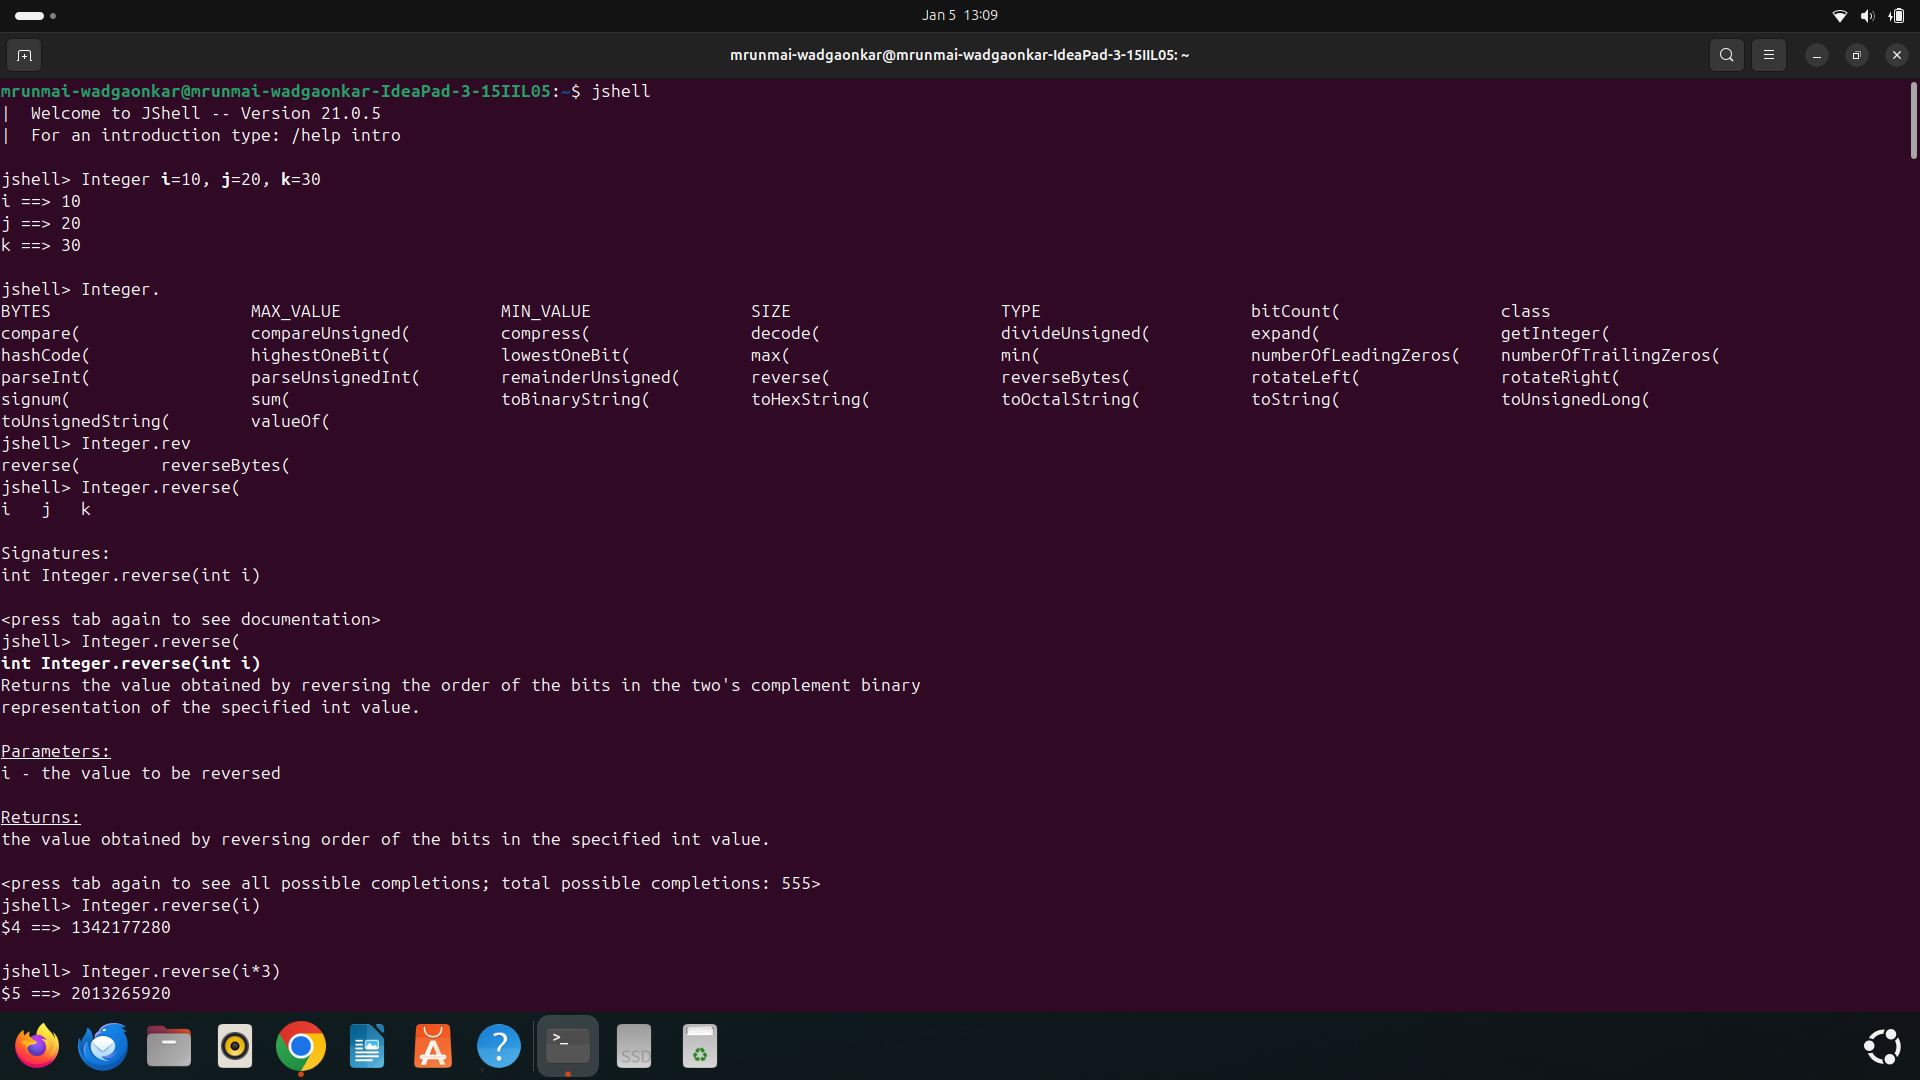 Jan 5 13:09
mrunmai-wadgaonkar@mrunmai-wadgaonkar-IdeaPad-3-15IIL05: ~
mrunmai-wadgaonkar@mrunmai-wadgaonkar-IdeaPad-3-15IIL05:~$ jshell
|  Welcome to JShell -- Version 21.0.5
|  For an introduction type: /help intro
jshell> Integer i=10, j=20, k=30
i ==> 10
j ==> 20
k ==> 30
jshell> Integer.
BYTES MAX_VALUE MIN_VALUE SIZE TYPE bitCount( class
compare( compareUnsigned( compress( decode( divideUnsigned( expand( getInteger(
hashCode( highestOneBit( lowestOneBit( max( min( numberOfLeadingZeros( numberOfTrailingZeros(
parseInt( parseUnsignedInt( remainderUnsigned( reverse( reverseBytes( rotateLeft( rotateRight(
signum( sum( toBinaryString( toHexString( toOctalString( toString( toUnsignedLong(
toUnsignedString( valueOf(
jshell> Integer.rev
reverse( reverseBytes(
jshell> Integer.reverse(
i j k
Signatures:
int Integer.reverse(int i)
<press tab again to see documentation>
jshell> Integer.reverse(
int Integer.reverse(int i)
Returns the value obtained by reversing the order of the bits in the two's complement binary
representation of the specified int value.
Parameters:
i - the value to be reversed
Returns:
the value obtained by reversing order of the bits in the specified int value.
<press tab again to see all possible completions; total possible completions: 555>
jshell> Integer.reverse(i)
$4 ==> 1342177280
jshell> Integer.reverse(i*3)
$5 ==> 2013265920
>_
SSD